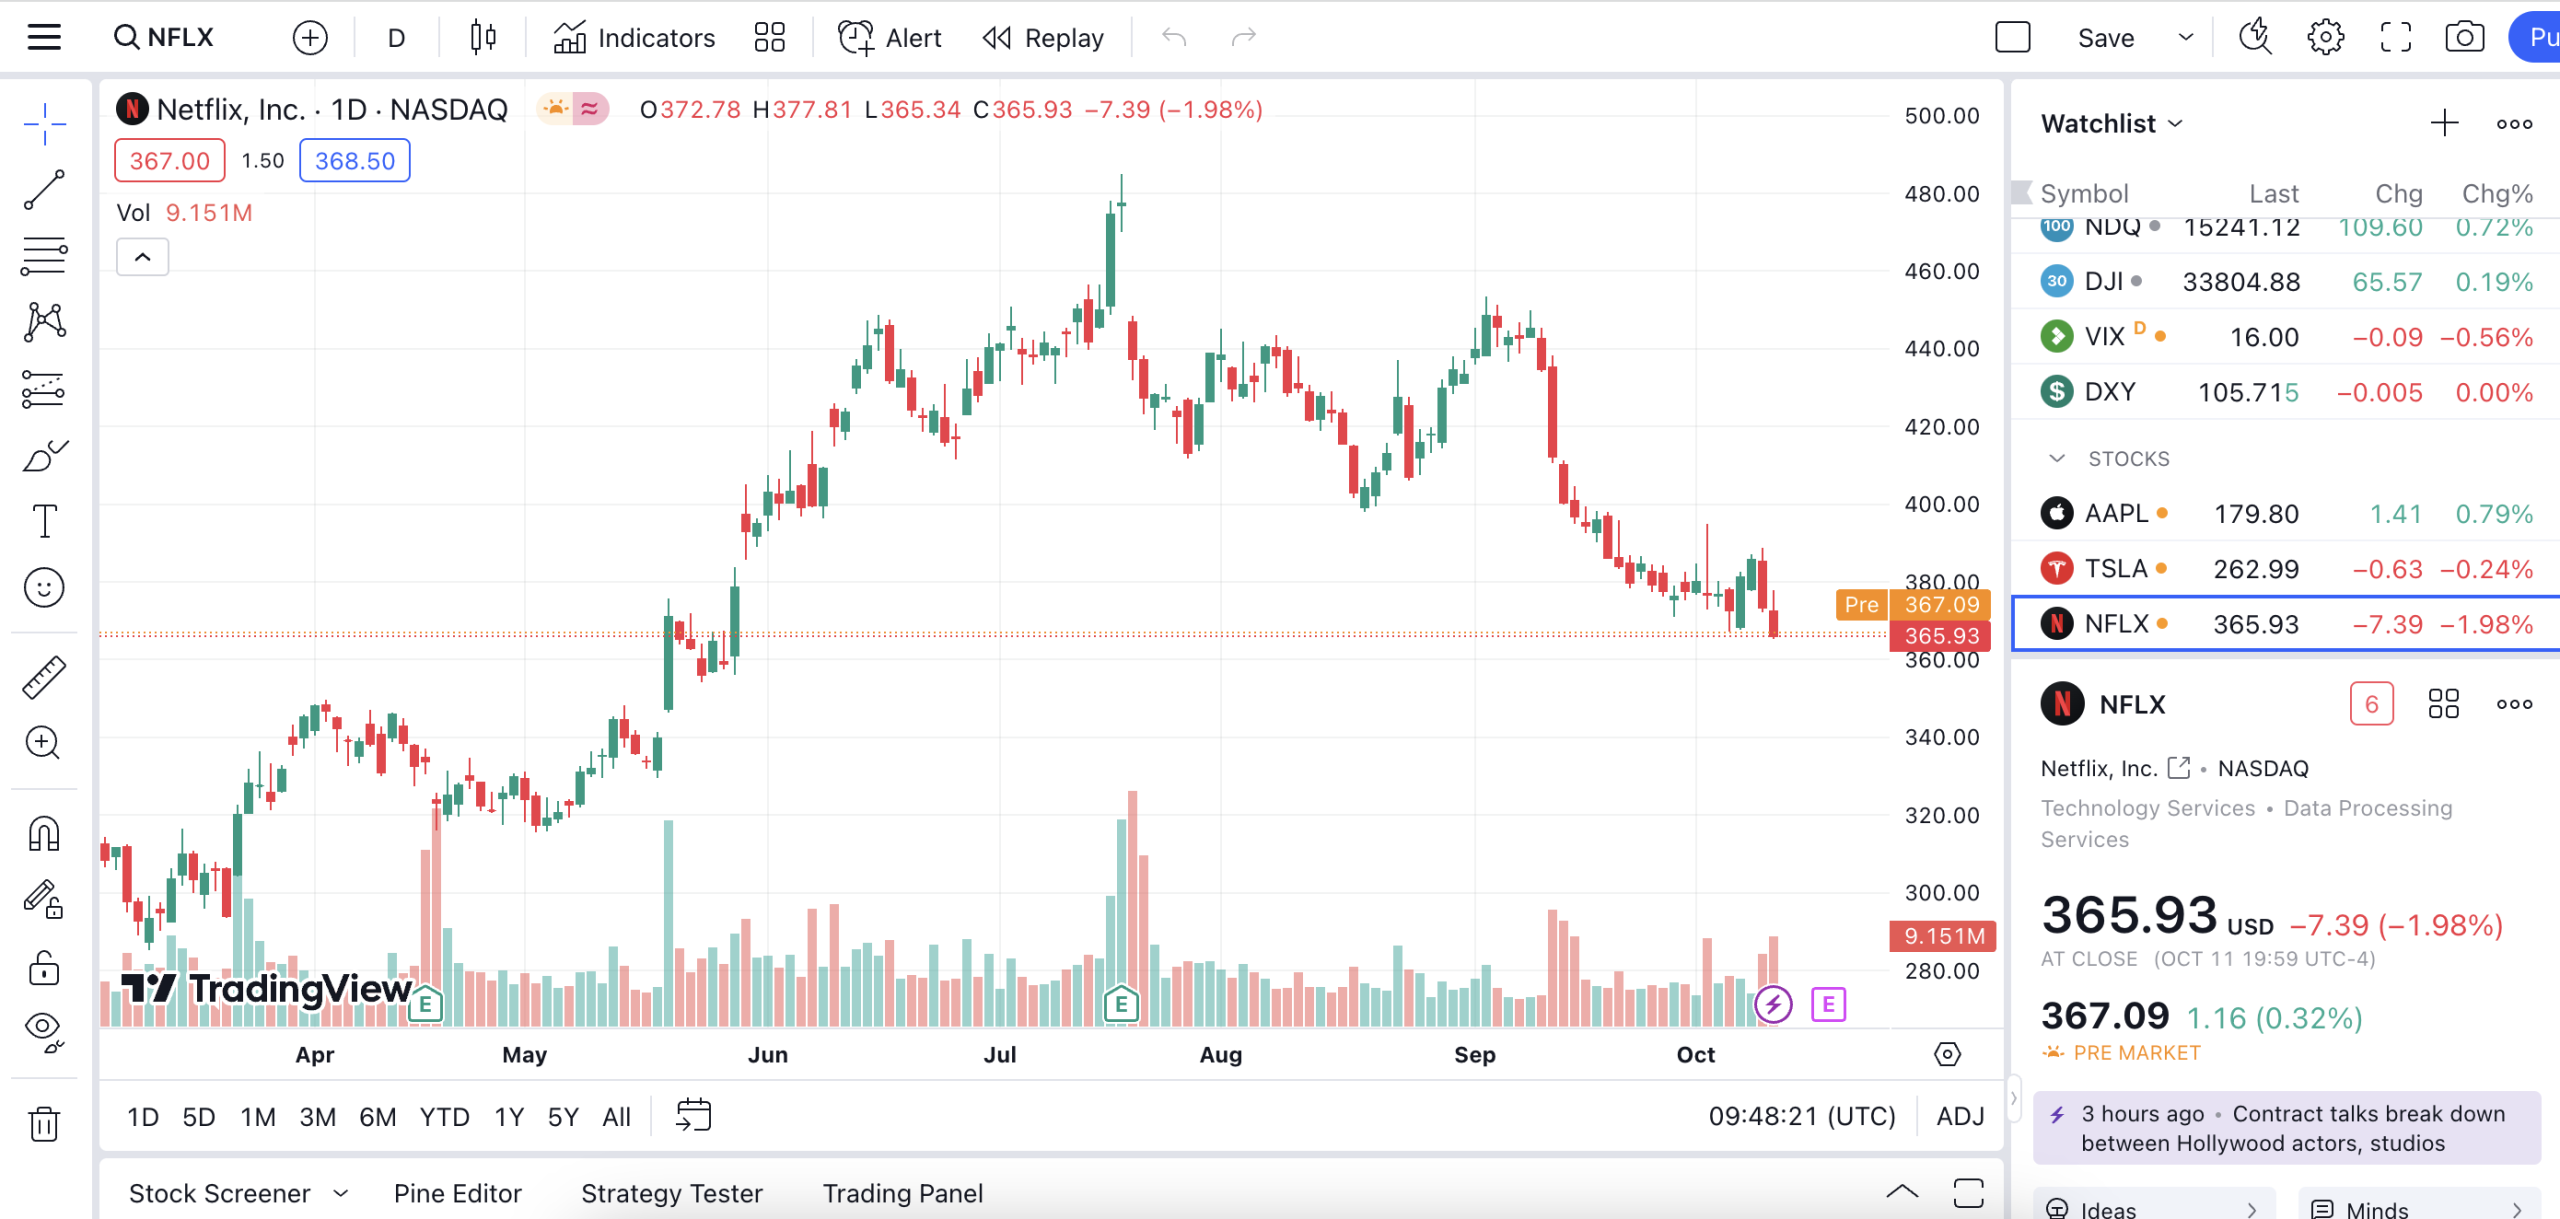 NFLX D Indicators Alert Replay Save Pu
N Netflix, Inc. · 1D · NASDAQ ≈ O372.78 H377.81 L365.34 C365.93 −7.39 (−1.98%)
367.00 1.50 368.50
Vol 9.151M
500.00
480.00
460.00
440.00
420.00
400.00
380.00
Pre 367.09
365.93
360.00
340.00
320.00
300.00
9.151M
280.00
TradingView
E E E
Apr May Jun Jul Aug Sep Oct
1D 5D 1M 3M 6M YTD 1Y 5Y All 09:48:21 (UTC) ADJ
Stock Screener Pine Editor Strategy Tester Trading Panel
Watchlist
Symbol Last Chg Chg%
100 NDQ 15241.12 109.60 0.72%
30 DJI 33804.88 65.57 0.19%
VIX D 16.00 −0.09 −0.56%
$ DXY 105.715 −0.005 0.00%
STOCKS
AAPL 179.80 1.41 0.79%
TSLA 262.99 −0.63 −0.24%
N NFLX 365.93 −7.39 −1.98%
N NFLX 6
Netflix, Inc. • NASDAQ
Technology Services • Data Processing
Services
365.93 USD −7.39 (−1.98%)
AT CLOSE (OCT 11 19:59 UTC-4)
367.09 1.16 (0.32%)
PRE MARKET
3 hours ago • Contract talks break down
between Hollywood actors, studios
Ideas Minds